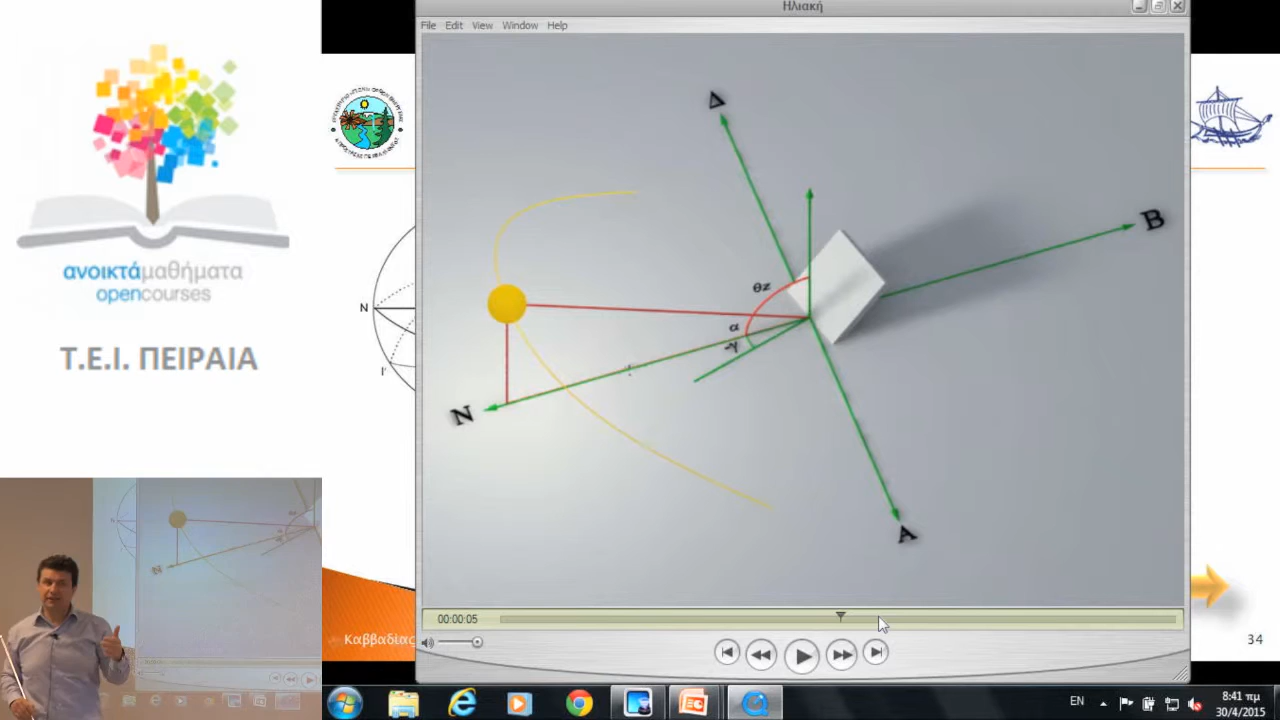 Ηλιακή
File Edit View Window Help
Δ
Β
θz
α
-γ
Ν
Α
Ν
Γ
ανοικτάμαθήματα
opencourses
Τ.Ε.Ι. ΠΕΙΡΑΙΑ
Καββαδίας
34
00:00:05
EN
8:41 πμ
30/4/2015